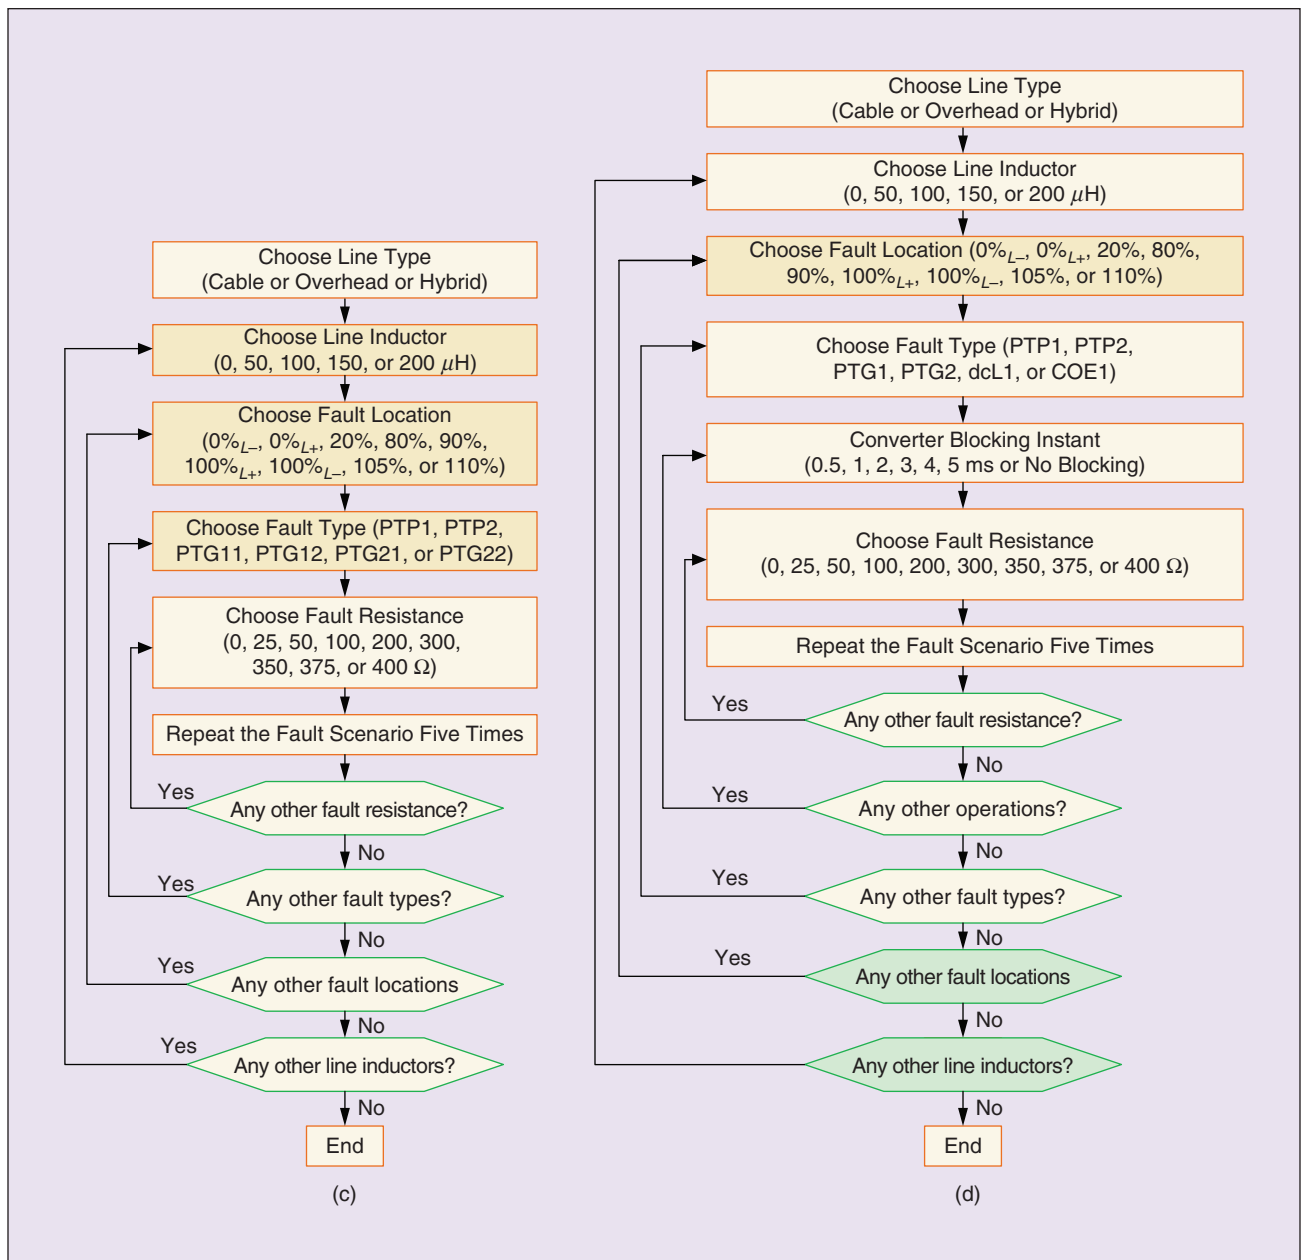 Choose Line Type
(Cable or Overhead or Hybrid)
Choose Line Inductor
(0, 50, 100, 150, or 200 μH)
Choose Fault Location
(0%L–, 0%L+, 20%, 80%, 90%,
100%L+, 100%L–, 105%, or 110%)
Choose Fault Type (PTP1, PTP2,
PTG11, PTG12, PTG21, or PTG22)
Choose Fault Resistance
(0, 25, 50, 100, 200, 300,
350, 375, or 400 Ω)
Repeat the Fault Scenario Five Times
Yes
Any other fault resistance?
No
Yes
Any other fault types?
No
Yes
Any other fault locations
No
Yes
Any other line inductors?
No
End
(c)
Choose Line Type
(Cable or Overhead or Hybrid)
Choose Line Inductor
(0, 50, 100, 150, or 200 μH)
Choose Fault Location (0%L–, 0%L+, 20%, 80%,
90%, 100%L+, 100%L–, 105%, or 110%)
Choose Fault Type (PTP1, PTP2,
PTG1, PTG2, dcL1, or COE1)
Converter Blocking Instant
(0.5, 1, 2, 3, 4, 5 ms or No Blocking)
Choose Fault Resistance
(0, 25, 50, 100, 200, 300, 350, 375, or 400 Ω)
Repeat the Fault Scenario Five Times
Yes
Any other fault resistance?
No
Yes
Any other operations?
No
Yes
Any other fault types?
No
Yes
Any other fault locations
No
Any other line inductors?
No
End
(d)